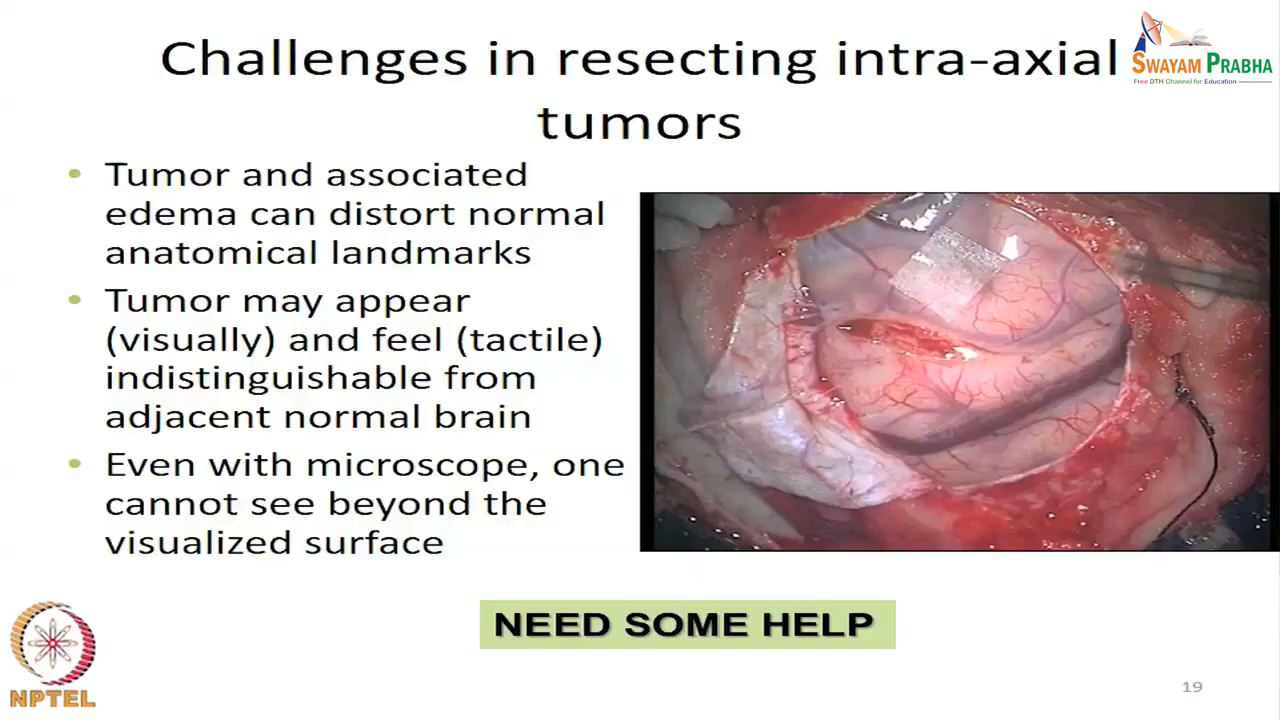 Challenges in resecting intra-axial
tumors
SWAYAM PRABHA
Free DTH Channel for Education
• Tumor and associated
edema can distort normal
anatomical landmarks
• Tumor may appear
(visually) and feel (tactile)
indistinguishable from
adjacent normal brain
• Even with microscope, one
cannot see beyond the
visualized surface
NEED SOME HELP
NPTEL
19